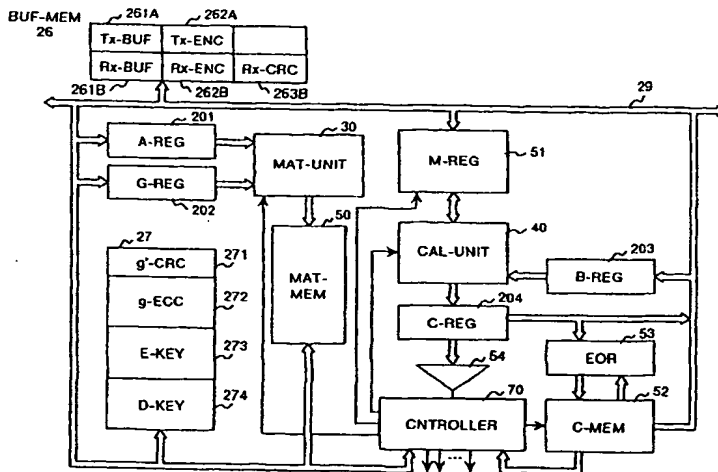 BUF-MEM
26
261A 262A
Tx-BUF Tx-ENC
Rx-BUF Rx-ENC Rx-CRC
261B 262B 263B
29
201
A-REG
30
MAT-UNIT
M-REG
51
G-REG
202
50
MAT-
MEM
CAL-UNIT
40
203
B-REG
27
g'-CRC 271
g-ECC 272
E-KEY 273
D-KEY 274
204
C-REG
53
EOR
54
70
CNTROLLER
52
C-MEM